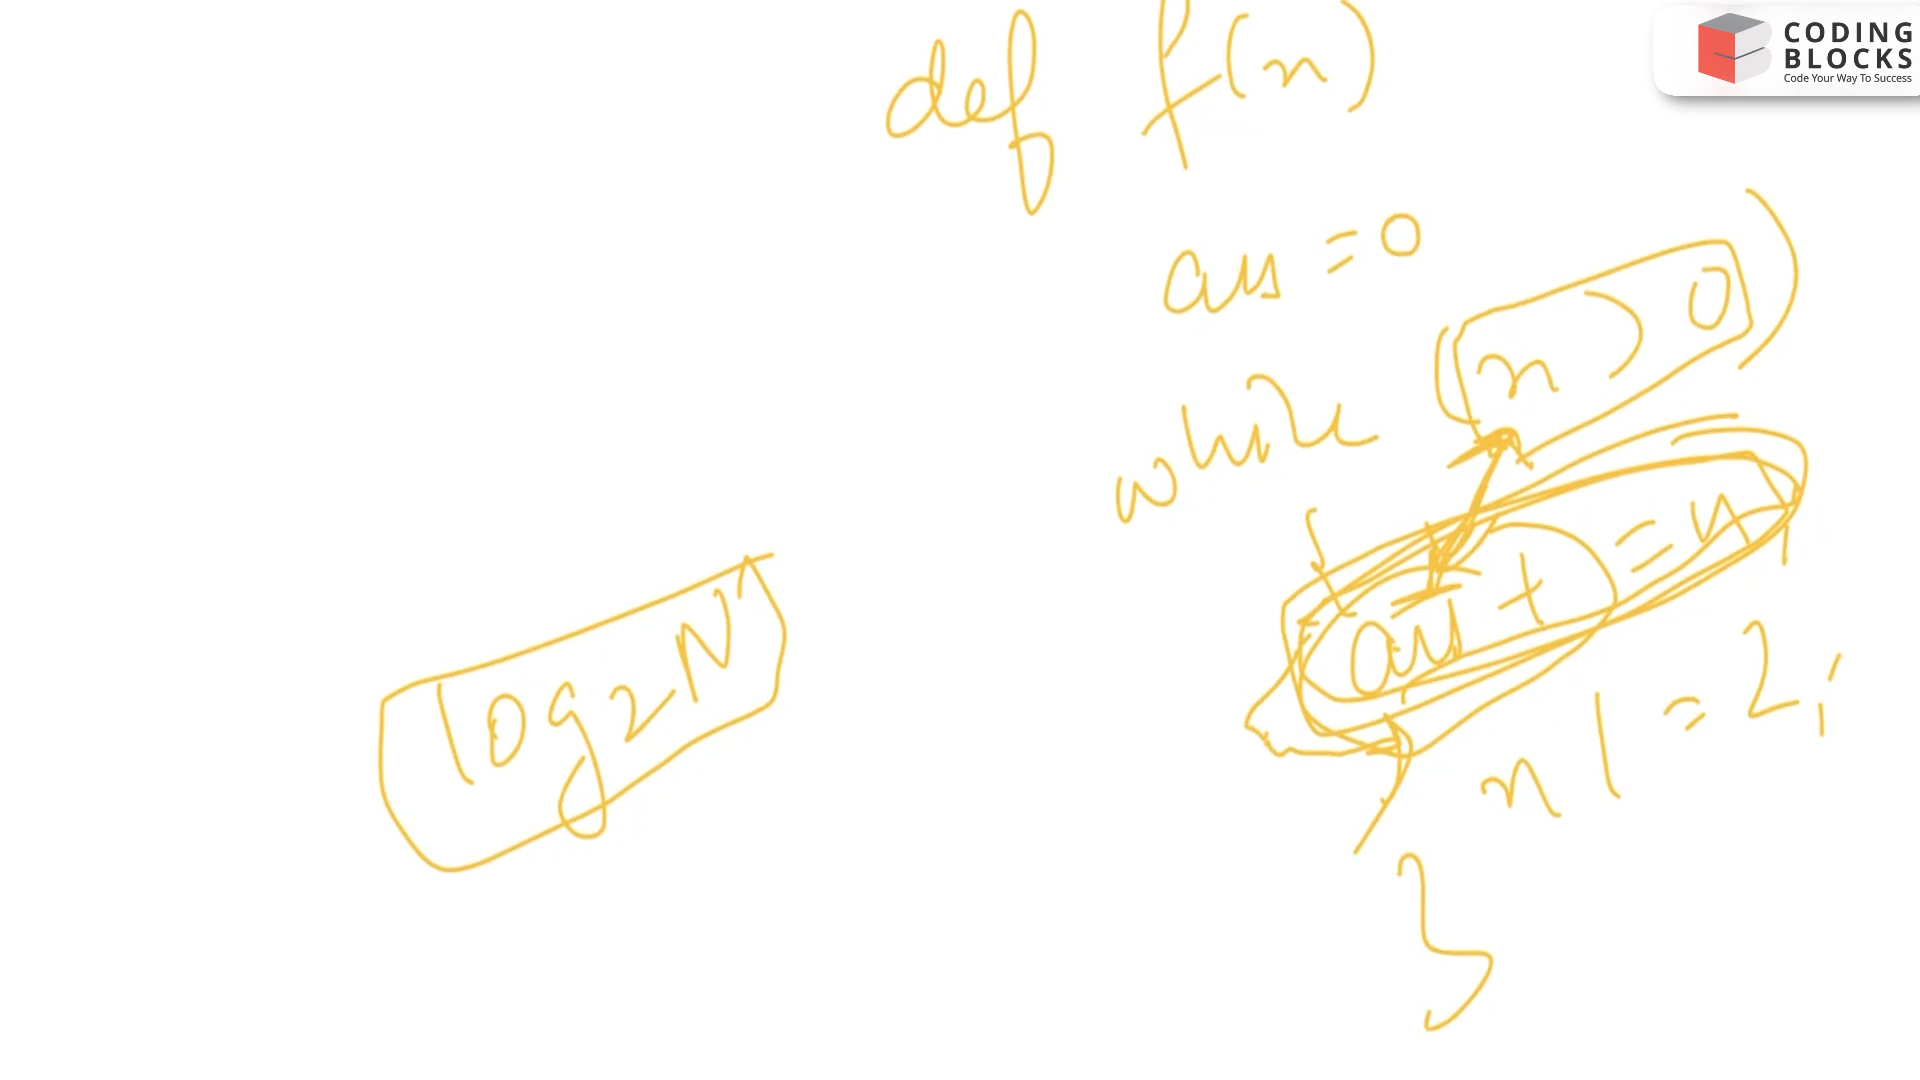 CODING
BLOCKS
Code Your Way To Success
def f(n)
ans = 0
while (n > 0)
ans + = n;
n / = 2;
}
log2N